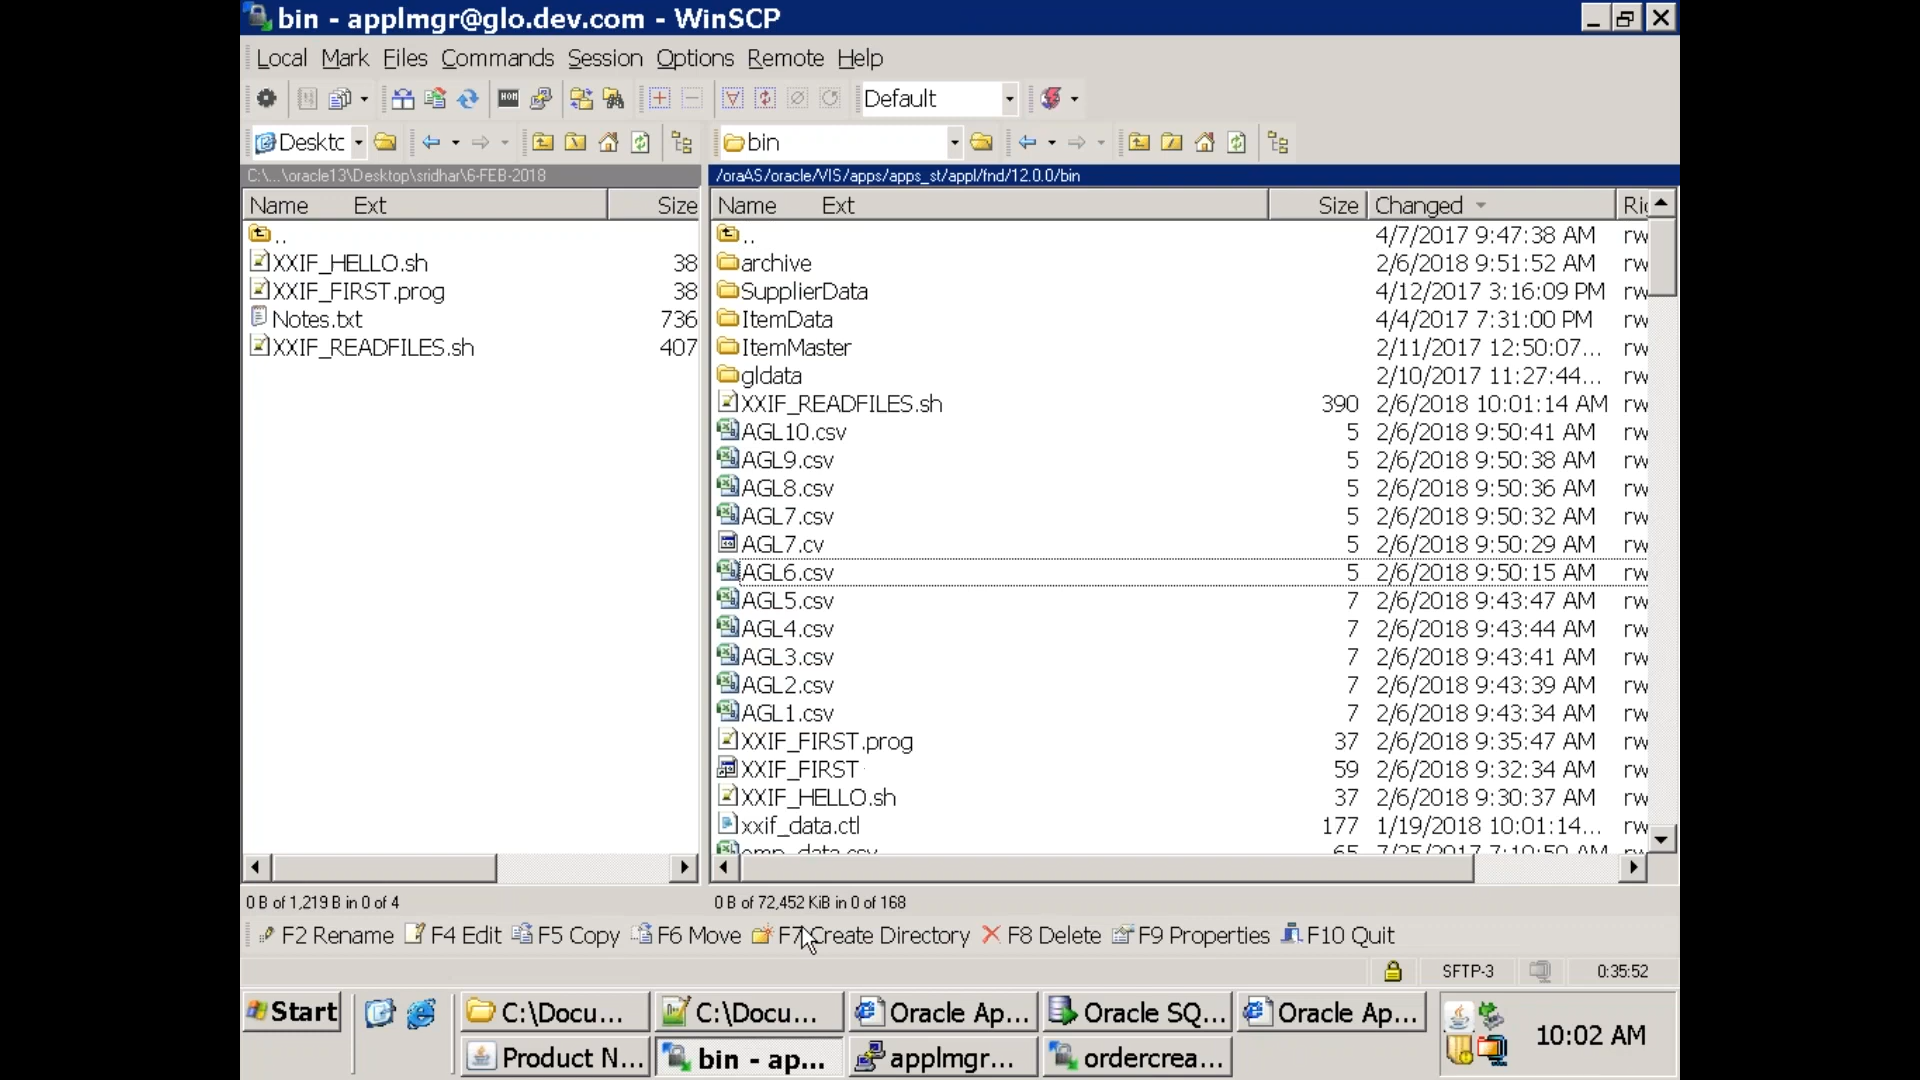 bin - applmgr@glo.dev.com - WinSCP
Local Mark Files Commands Session Options Remote Help
Default
Deskto bin
C:\...\oracle13\Desktop\sridhar\6-FEB-2018
/oraAS/oracle/VIS/apps/apps_st/appl/fnd/12.0.0/bin
Name Ext Size
..
XXIF_HELLO.sh 38
XXIF_FIRST.prog 38
Notes.txt 736
XXIF_READFILES.sh 407
Name Ext Size Changed Ri
.. 4/7/2017 9:47:38 AM rw
archive 2/6/2018 9:51:52 AM rw
SupplierData 4/12/2017 3:16:09 PM rw
ItemData 4/4/2017 7:31:00 PM rw
ItemMaster 2/11/2017 12:50:07... rw
gldata 2/10/2017 11:27:44... rw
XXIF_READFILES.sh 390 2/6/2018 10:01:14 AM rw
AGL10.csv 5 2/6/2018 9:50:41 AM rw
AGL9.csv 5 2/6/2018 9:50:38 AM rw
AGL8.csv 5 2/6/2018 9:50:36 AM rw
AGL7.csv 5 2/6/2018 9:50:32 AM rw
AGL7.cv 5 2/6/2018 9:50:29 AM rw
AGL6.csv 5 2/6/2018 9:50:15 AM rw
AGL5.csv 7 2/6/2018 9:43:47 AM rw
AGL4.csv 7 2/6/2018 9:43:44 AM rw
AGL3.csv 7 2/6/2018 9:43:41 AM rw
AGL2.csv 7 2/6/2018 9:43:39 AM rw
AGL1.csv 7 2/6/2018 9:43:34 AM rw
XXIF_FIRST.prog 37 2/6/2018 9:35:47 AM rw
XXIF_FIRST 59 2/6/2018 9:32:34 AM rw
XXIF_HELLO.sh 37 2/6/2018 9:30:37 AM rw
xxif_data.ctl 177 1/19/2018 10:01:14... rw
emp_data.csv 65 7/25/2017 7:10:50 AM rw
0 B of 1,219 B in 0 of 4
0 B of 72,452 KiB in 0 of 168
F2 Rename F4 Edit F5 Copy F6 Move F7 Create Directory F8 Delete F9 Properties F10 Quit
SFTP-3 0:35:52
Start C:\Docu... C:\Docu... Oracle Ap... Oracle SQ... Oracle Ap...
Product N... bin - ap... applmgr... ordercrea...
10:02 AM